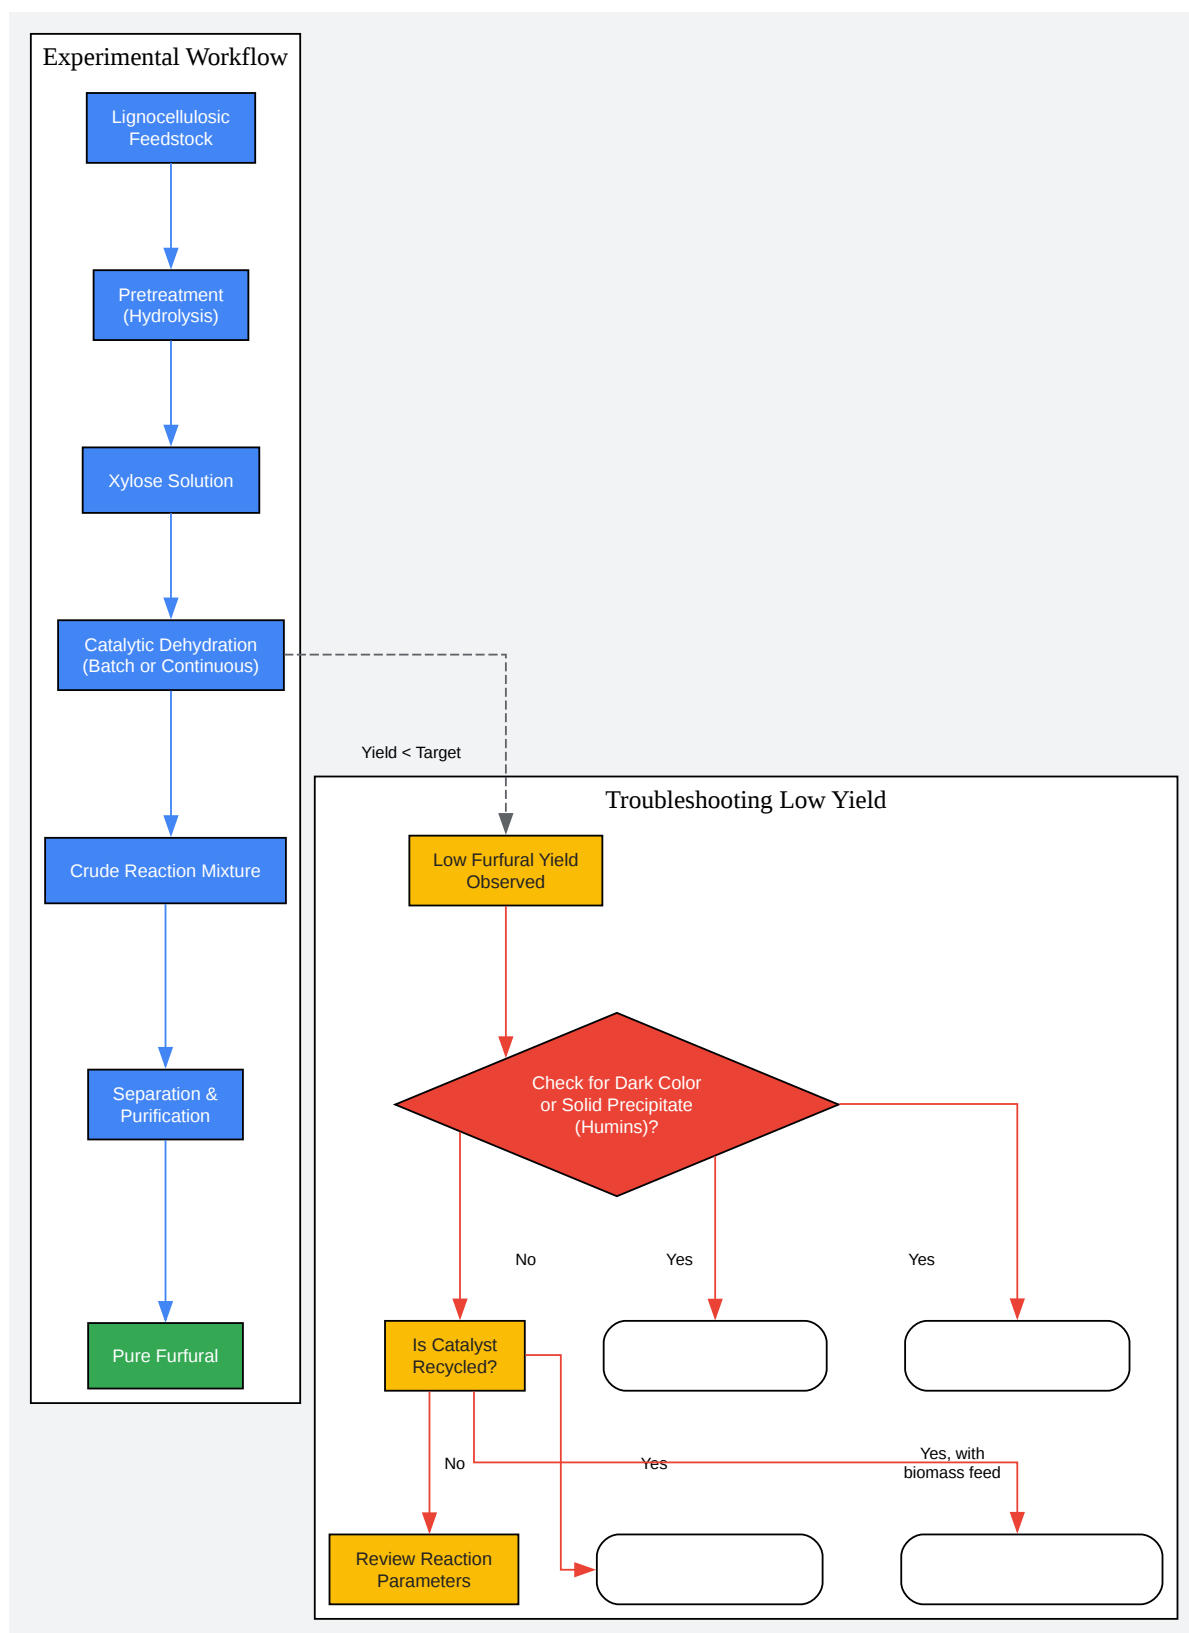 Experimental Workflow
Lignocellulosic
Feedstock
Pretreatment
(Hydrolysis)
Xylose Solution
Catalytic Dehydration
(Batch or Continuous)
Yield < Target
Troubleshooting Low Yield
Crude Reaction Mixture
Low Furfural Yield
Observed
Separation &
Purification
Check for Dark Color
or Solid Precipitate
(Humins)?
No
Yes
Yes
Pure Furfural
Is Catalyst
Recycled?
No
Yes
Yes, with
biomass feed
Review Reaction
Parameters